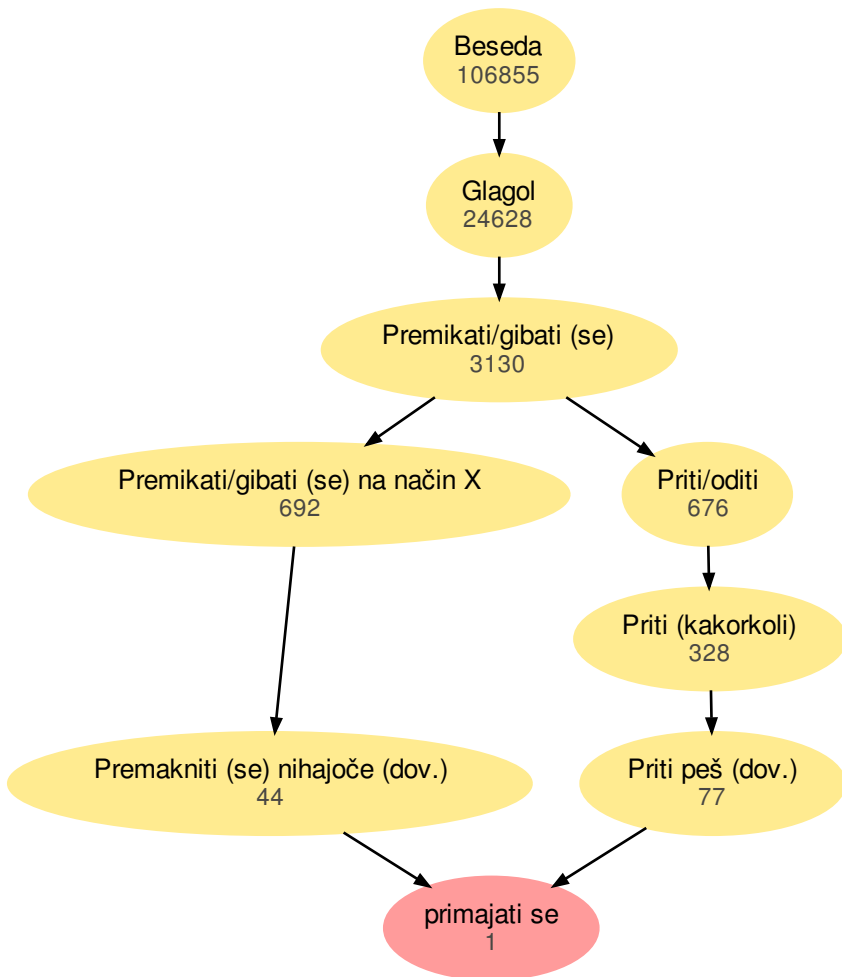 Beseda
106855
Glagol
24628
Premikati/gibati (se)
3130
Premikati/gibati (se) na način X
692
Priti/oditi
676
Priti (kakorkoli)
328
Premakniti (se) nihajoče (dov.)
44
Priti peš (dov.)
77
primajati se
1